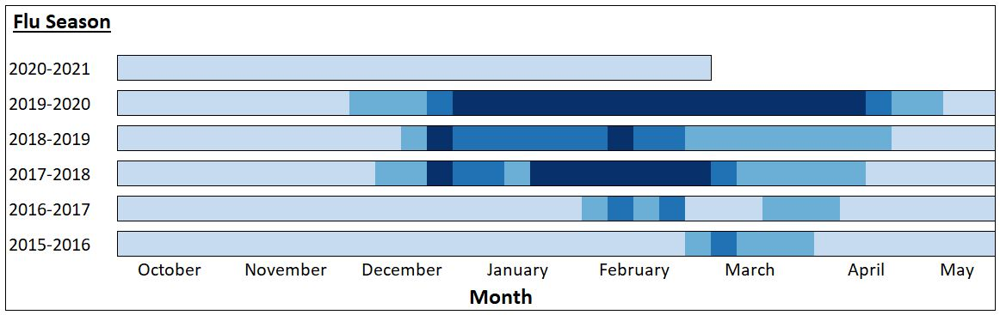 Flu Season
2020-2021
2019-2020
2018-2019
2017-2018
2016-2017
2015-2016
October November December January February March April May
Month